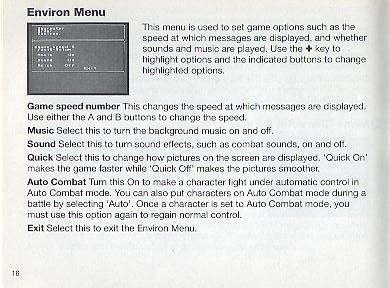 Environ Menu
This menu is used to set game options such as the
speed at which messages are displayed, and whether
sounds and music are played. Use the ✚ key to
highlight options and the indicated buttons to change
highlighted options.
Game speed number This changes the speed at which messages are displayed.
Use either the A and B buttons to change the speed.
Music Select this to turn the background music on and off.
Sound Select this to turn sound effects, such as combat sounds, on and off.
Quick Select this to change how pictures on the screen are displayed. 'Quick On'
makes the game faster while 'Quick Off' makes the pictures smoother.
Auto Combat Turn this On to make a character fight under automatic control in
Auto Combat mode. You can also put characters on Auto Combat mode during a
battle by selecting 'Auto'. Once a character is set to Auto Combat mode, you
must use this option again to regain normal control.
Exit Select this to exit the Environ Menu.
16